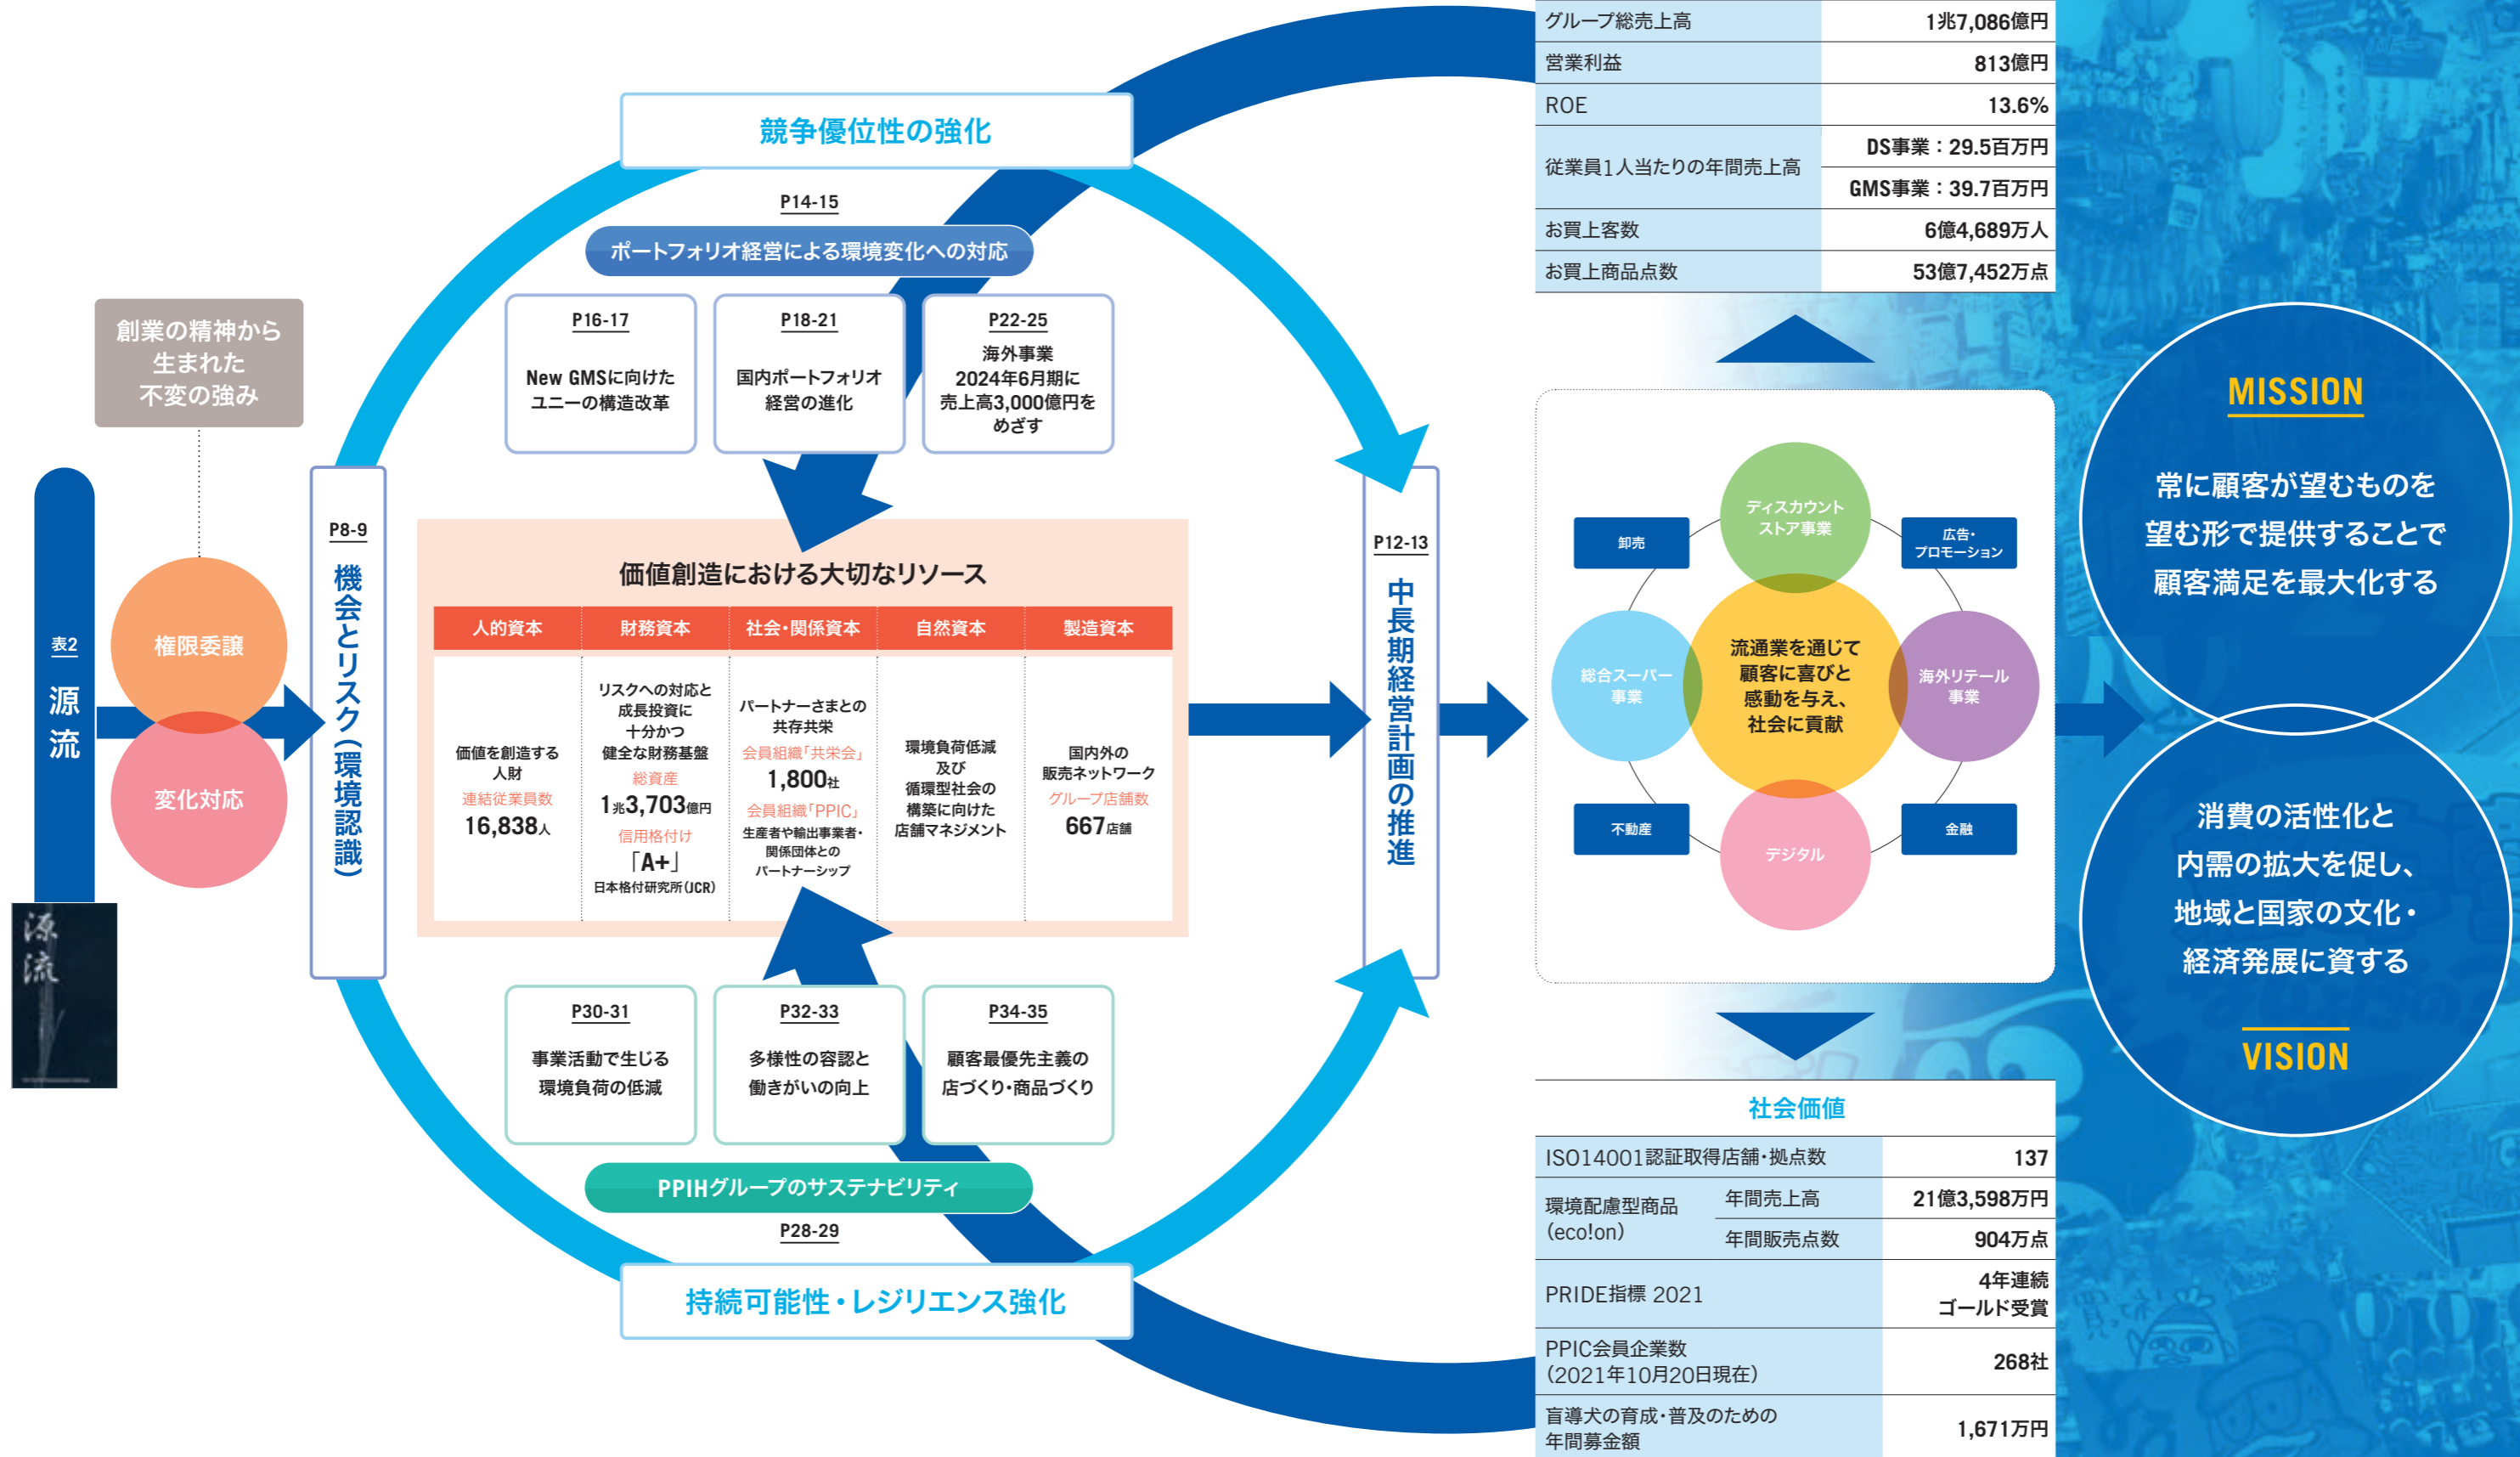 創業の精神から
生まれた
不変の強み
表2
源流
源流
権限委譲
変化対応
P8-9
機会とリスク（環境認識）
競争優位性の強化
P14-15
ポートフォリオ経営による環境変化への対応
P16-17
New GMSに向けた
ユニーの構造改革
P18-21
国内ポートフォリオ
経営の進化
P22-25
海外事業
2024年6月期に
売上高3,000億円を
めざす
価値創造における大切なリソース
人的資本
価値を創造する
人財
連結従業員数
16,838人
財務資本
リスクへの対応と
成長投資に
十分かつ
健全な財務基盤
総資産
1兆3,703億円
信用格付け
「A+」
日本格付研究所（JCR）
社会・関係資本
パートナーさまとの
共存共栄
会員組織「共栄会」
1,800社
会員組織「PPIC」
生産者や輸出事業者・
関係団体との
パートナーシップ
自然資本
環境負荷低減
及び
循環型社会の
構築に向けた
店舗マネジメント
製造資本
国内外の
販売ネットワーク
グループ店舗数
667店舗
P30-31
事業活動で生じる
環境負荷の低減
P32-33
多様性の容認と
働きがいの向上
P34-35
顧客最優先主義の
店づくり・商品づくり
PPIHグループのサステナビリティ
P28-29
持続可能性・レジリエンス強化
P12-13
中長期経営計画の推進
グループ総売上高 1兆7,086億円
営業利益 813億円
ROE 13.6%
従業員1人当たりの年間売上高
DS事業：29.5百万円
GMS事業：39.7百万円
お買上客数 6億4,689万人
お買上商品点数 53億7,452万点
ディスカウント
ストア事業
卸売
広告・
プロモーション
総合スーパー
事業
流通業を通じて
顧客に喜びと
感動を与え、
社会に貢献
海外リテール
事業
不動産
金融
デジタル
社会価値
ISO14001認証取得店舗・拠点数 137
環境配慮型商品
（eco!on）
年間売上高 21億3,598万円
年間販売点数 904万点
PRIDE指標 2021
4年連続
ゴールド受賞
PPIC会員企業数
（2021年10月20日現在）
268社
盲導犬の育成・普及のための
年間募金額
1,671万円
MISSION
常に顧客が望むものを
望む形で提供することで
顧客満足を最大化する
消費の活性化と
内需の拡大を促し、
地域と国家の文化・
経済発展に資する
VISION